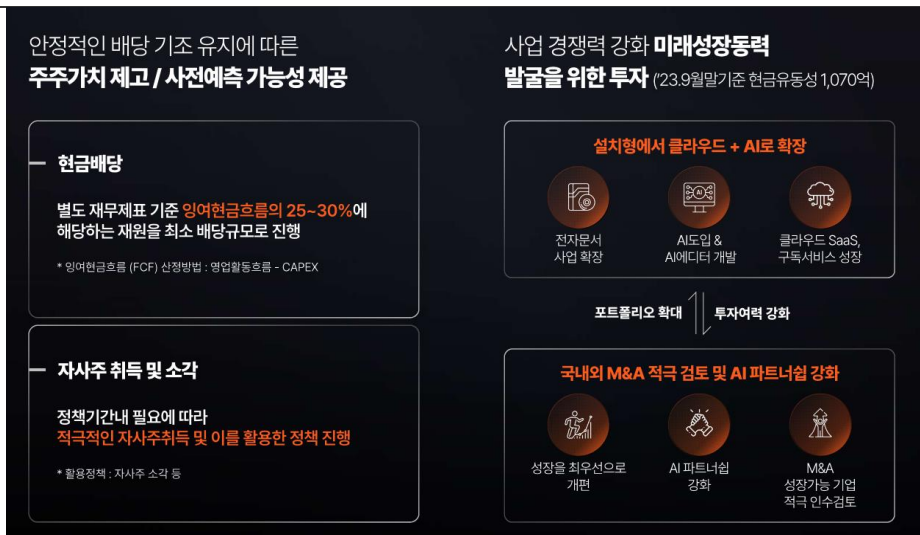 안정적인 배당 기조 유지에 따른
주주가치 제고 / 사전예측 가능성 제공
현금배당
별도 재무제표 기준 잉여현금흐름의 25~30%에
해당하는 재원을 최소 배당규모로 진행
* 잉여현금흐름 (FCF) 산정방법 : 영업활동흐름 - CAPEX
자사주 취득 및 소각
정책기간내 필요에 따라
적극적인 자사주취득 및 이를 활용한 정책 진행
* 활용정책 : 자사주 소각 등
사업 경쟁력 강화 미래성장동력
발굴을 위한 투자 ('23.9월말기준 현금유동성 1,070억)
설치형에서 클라우드 + AI로 확장
전자문서
사업 확장
AI
AI도입 &
AI에디터 개발
클라우드 SaaS,
구독서비스 성장
포트폴리오 확대
투자여력 강화
국내외 M&A 적극 검토 및 AI 파트너쉽 강화
성장을 최우선으로
개편
AI 파트너쉽
강화
M&A
성장가능 기업
적극 인수검토